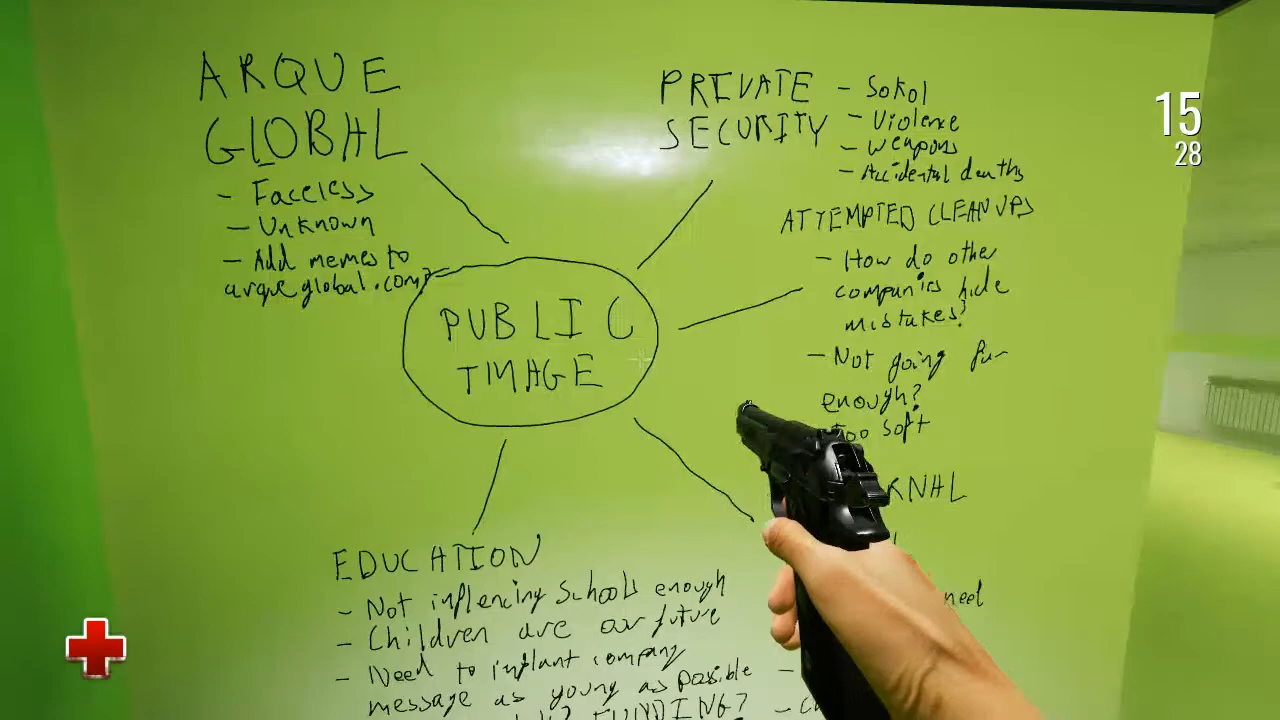 ARQUE
GLOBAL
- Faceless
- Unknown
- Add memes to
arqueglobal.com?
PRIVATE
SECURITY
- Sokol
- Violence
- Weapons
- Accidental deaths
15
28
ATTEMPTED CLEANUPS
- How do other
companies hide
mistakes?
- Not going far
enough?
Too soft
PUBLIC
IMAGE
EDUCATION
- Not inflencing schools enough
- Children are our future
- Need to implant company
message as young as possible
FUNDING?